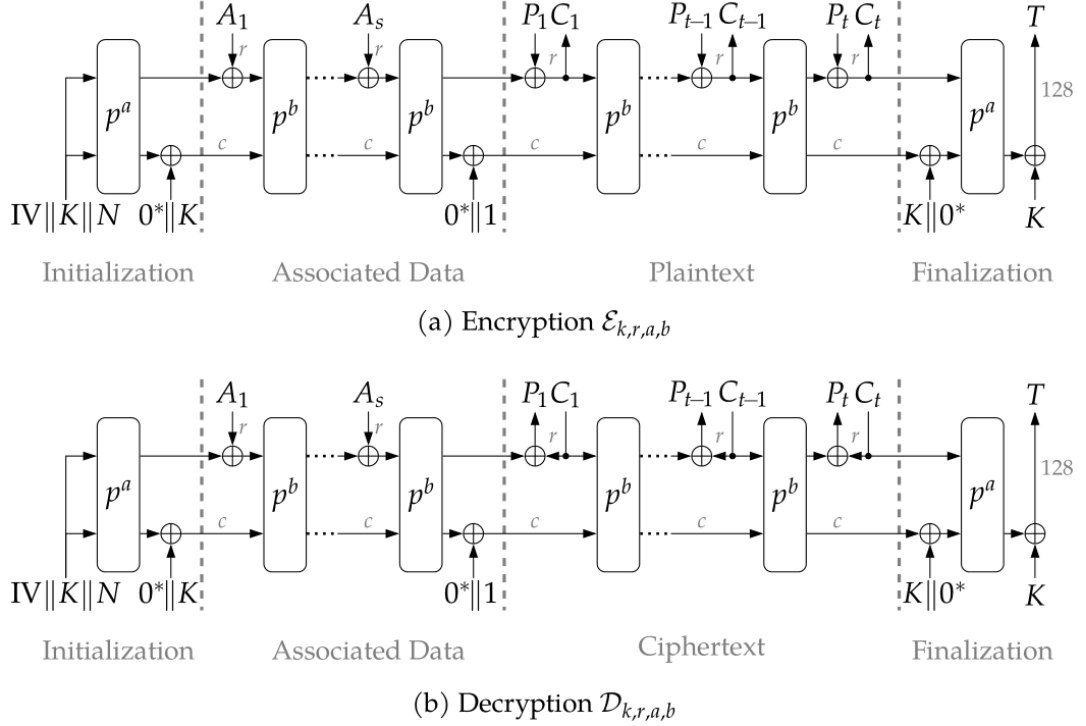 A₁ Aₛ P₁ C₁ Pₜ₋₁ Cₜ₋₁ Pₜ Cₜ T
r r r r r
128
pᵃ pᵇ pᵇ pᵇ pᵇ pᵃ
c c c c c
IV∥K∥N 0*∥K 0*∥1 K∥0* K
Initialization Associated Data Plaintext Finalization
(a) Encryption ℰₖ,ᵣ,ₐ,b
A₁ Aₛ P₁ C₁ Pₜ₋₁ Cₜ₋₁ Pₜ Cₜ T
r r r r r
128
pᵃ pᵇ pᵇ pᵇ pᵇ pᵃ
c c c c c
IV∥K∥N 0*∥K 0*∥1 K∥0* K
Initialization Associated Data Ciphertext Finalization
(b) Decryption 𝒟ₖ,ᵣ,ₐ,b